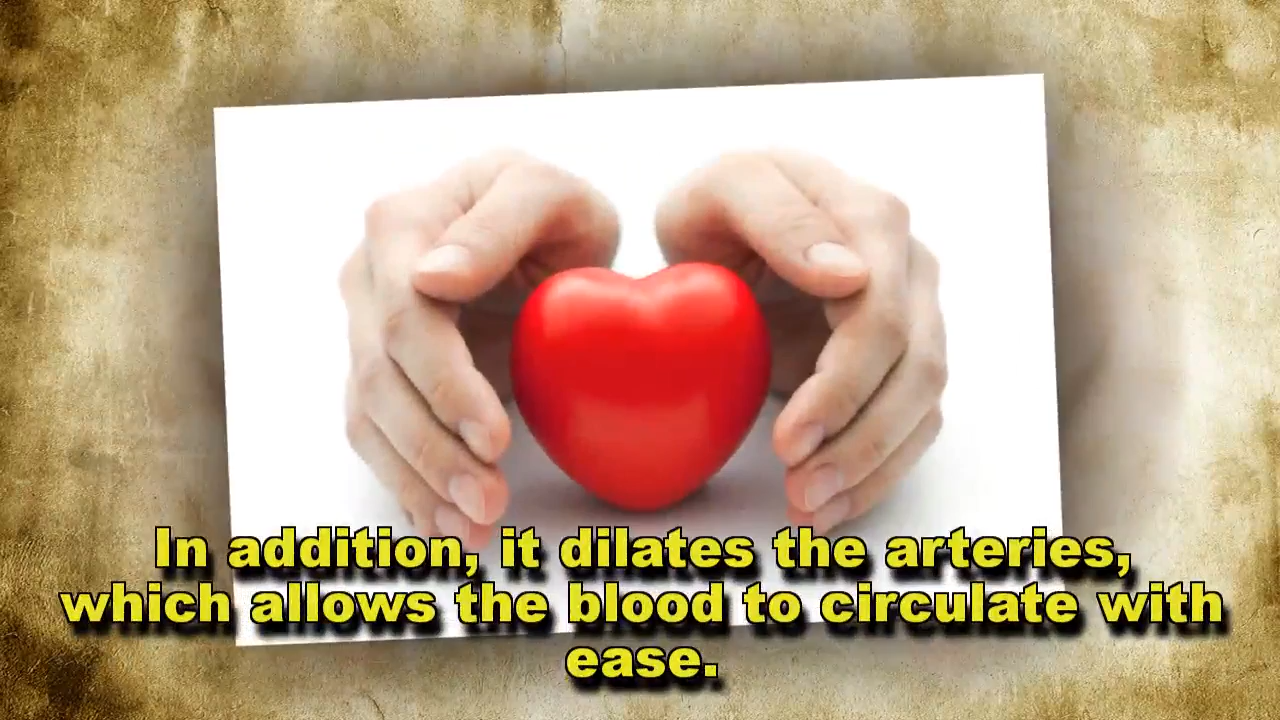 In addition, it dilates the arteries,
which allows the blood to circulate with
ease.